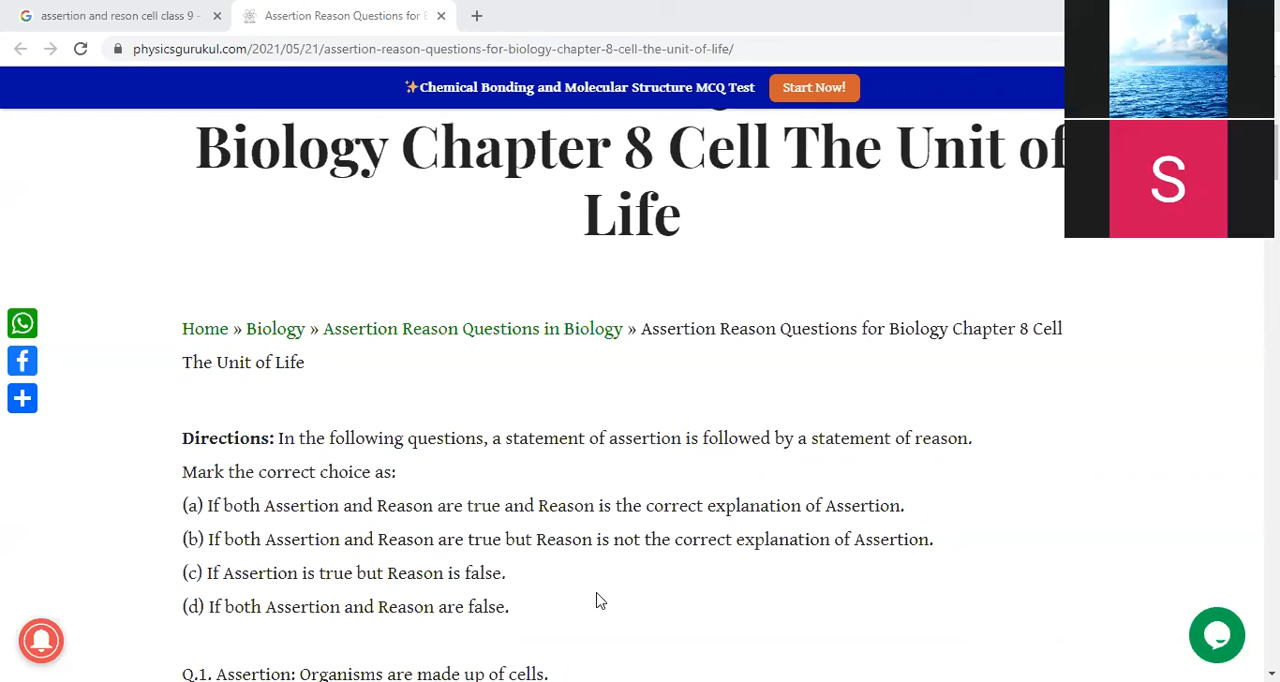 assertion and reson cell class 9 -
Assertion Reason Questions for
physicsgurukul.com/2021/05/21/assertion-reason-questions-for-biology-chapter-8-cell-the-unit-of-life/
✨Chemical Bonding and Molecular Structure MCQ Test Start Now!
Biology Chapter 8 Cell The Unit of
Life
S
Home » Biology » Assertion Reason Questions in Biology » Assertion Reason Questions for Biology Chapter 8 Cell
The Unit of Life
Directions: In the following questions, a statement of assertion is followed by a statement of reason.
Mark the correct choice as:
(a) If both Assertion and Reason are true and Reason is the correct explanation of Assertion.
(b) If both Assertion and Reason are true but Reason is not the correct explanation of Assertion.
(c) If Assertion is true but Reason is false.
(d) If both Assertion and Reason are false.
Q.1. Assertion: Organisms are made up of cells.